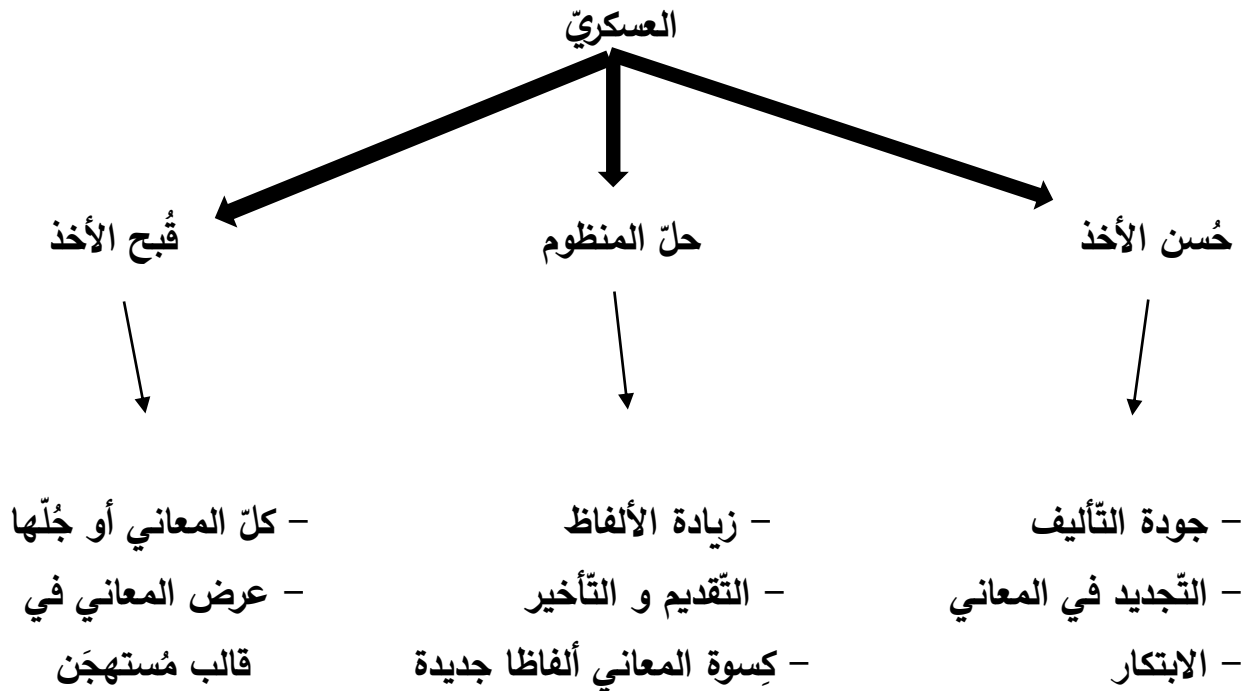 العسكريّ
حُسن الأخذ
حلّ المنظوم
قُبح الأخذ
– جودة التّأليف
– التّجديد في المعاني
– الابتكار
– زيادة الألفاظ
– التّقديم و التّأخير
– كِسوة المعاني ألفاظا جديدة
– كلّ المعاني أو جُلّها
– عرض المعاني في
قالب مُستهجَن